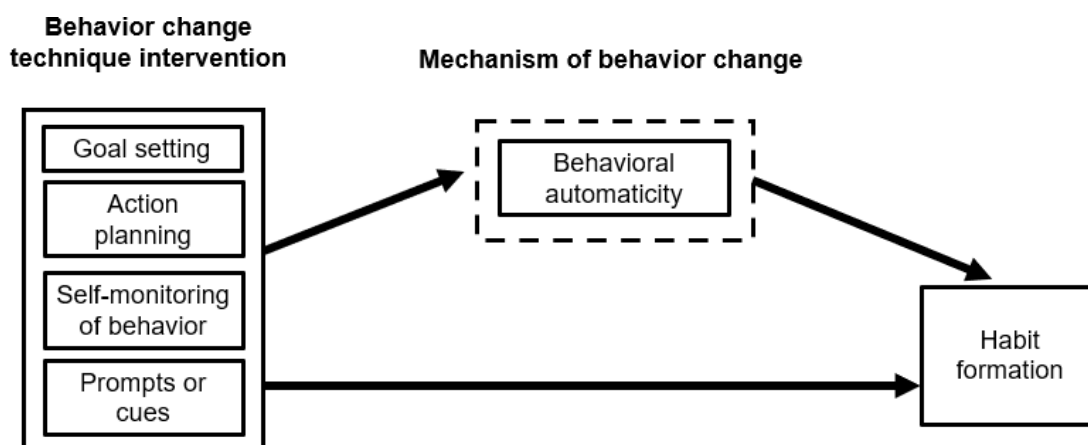 Behavior change
technique intervention
Mechanism of behavior change
Goal setting
Action
planning
Self-monitoring
of behavior
Prompts or
cues
Behavioral
automaticity
Habit
formation